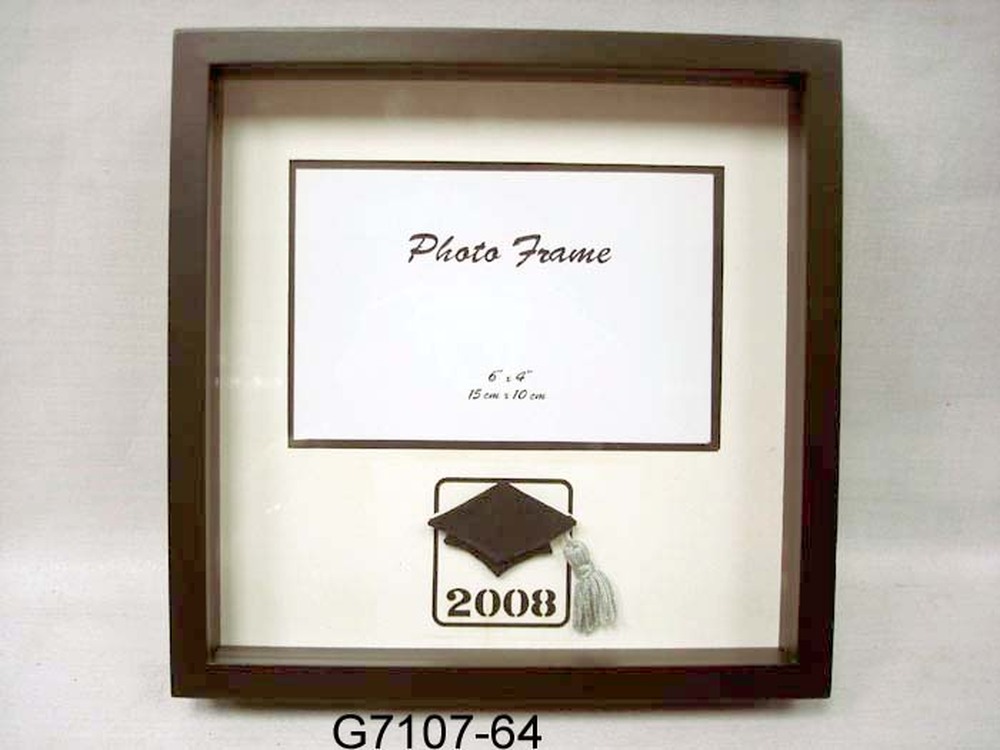 Photo Frame
6" x 4"
15 cm x 10 cm
2008
G7107-64